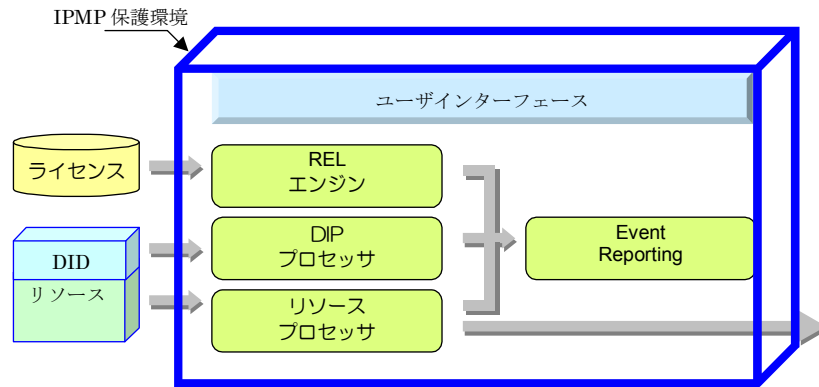 IPMP 保護環境
ユーザインターフェース
ライセンス
REL
エンジン
DID
リソース
DIP
プロセッサ
リソース
プロセッサ
Event
Reporting